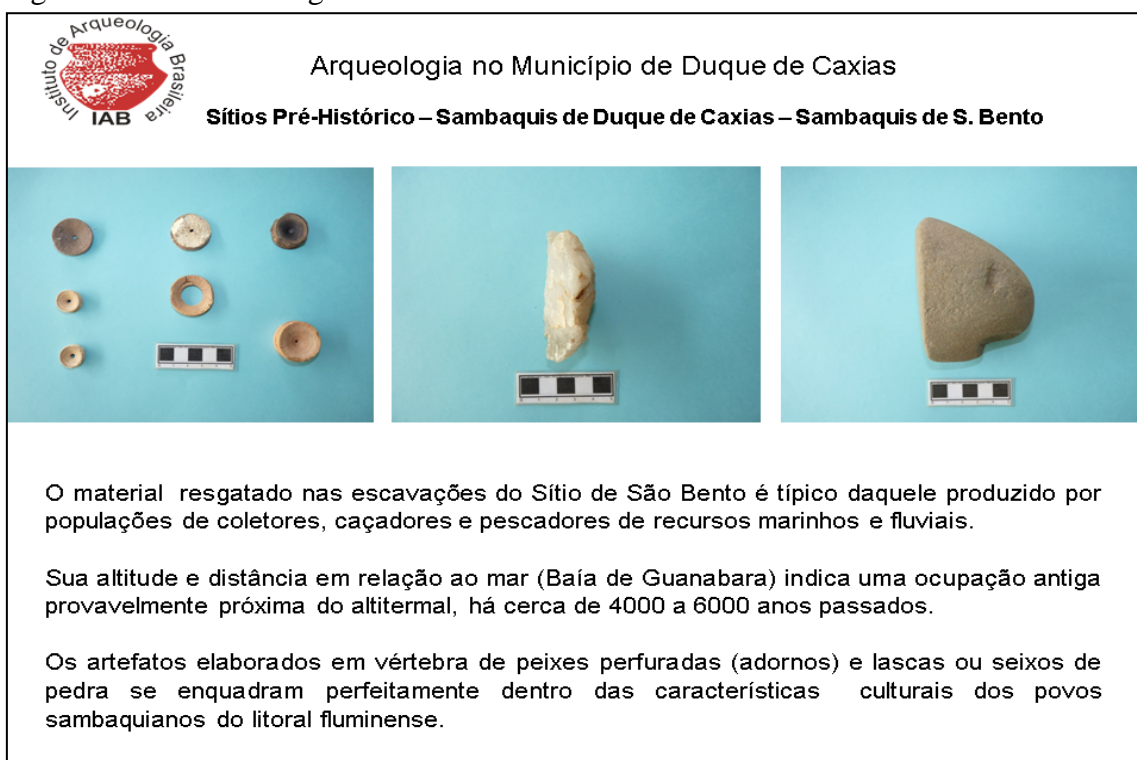 Instituto de Arqueologia Brasileira
IAB
Arqueologia no Município de Duque de Caxias
Sítios Pré-Histórico – Sambaquis de Duque de Caxias – Sambaquis de S. Bento
O material resgatado nas escavações do Sítio de São Bento é típico daquele produzido por
populações de coletores, caçadores e pescadores de recursos marinhos e fluviais.
Sua altitude e distância em relação ao mar (Baía de Guanabara) indica uma ocupação antiga
provavelmente próxima do altitermal, há cerca de 4000 a 6000 anos passados.
Os artefatos elaborados em vértebra de peixes perfuradas (adornos) e lascas ou seixos de
pedra se enquadram perfeitamente dentro das características culturais dos povos
sambaquianos do litoral fluminense.